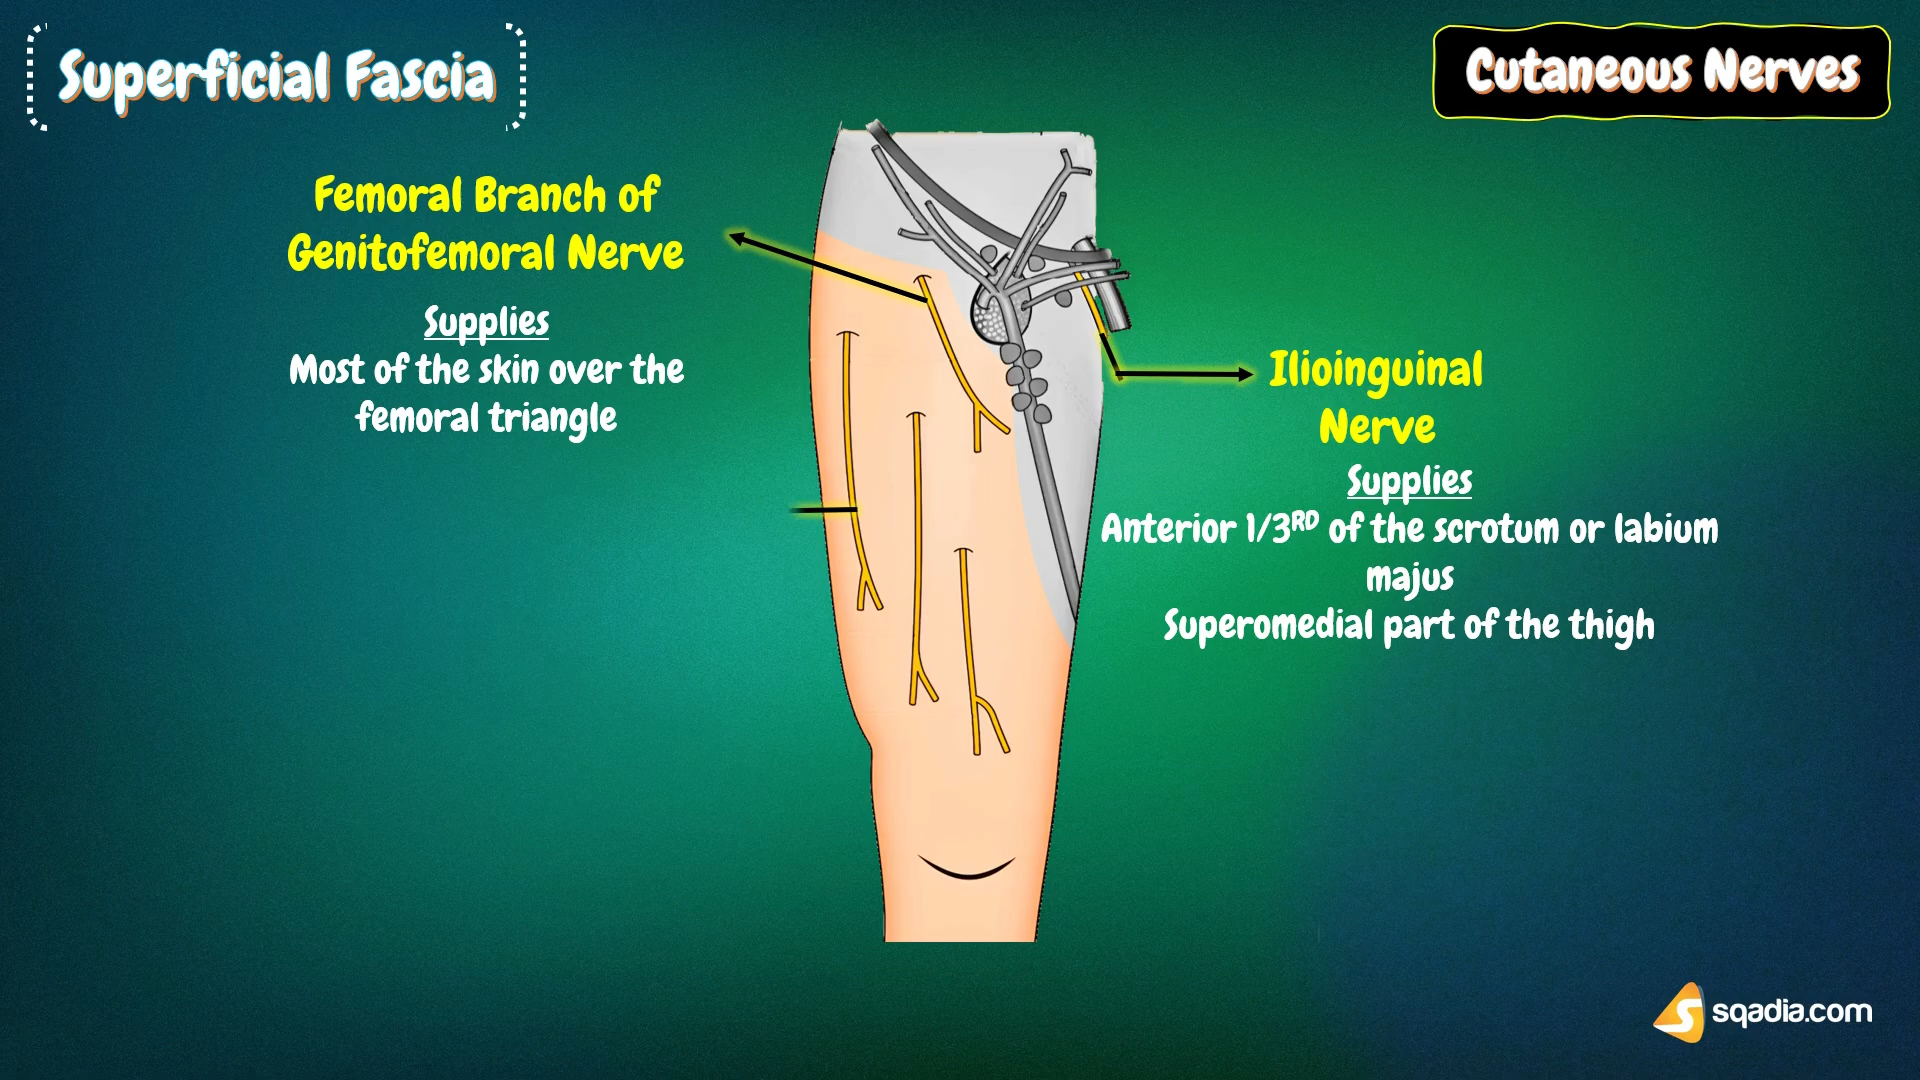 Superficial Fascia
Cutaneous Nerves
Femoral Branch of
Genitofemoral Nerve
Supplies
Most of the skin over the
femoral triangle
Ilioinguinal
Nerve
Supplies
Anterior 1/3RD of the scrotum or labium
majus
Superomedial part of the thigh
sqadia.com